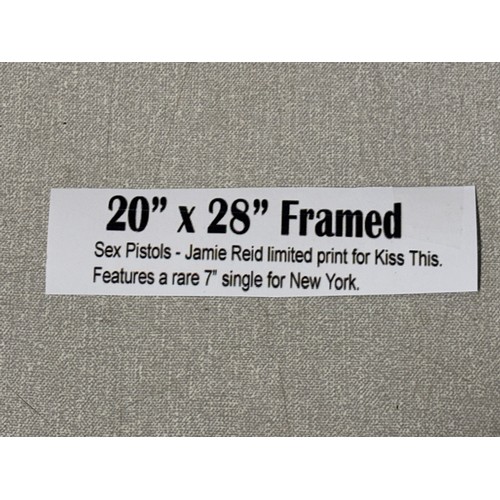 20” x 28” Framed
Sex Pistols - Jamie Reid limited print for Kiss This.
Features a rare 7” single for New York.